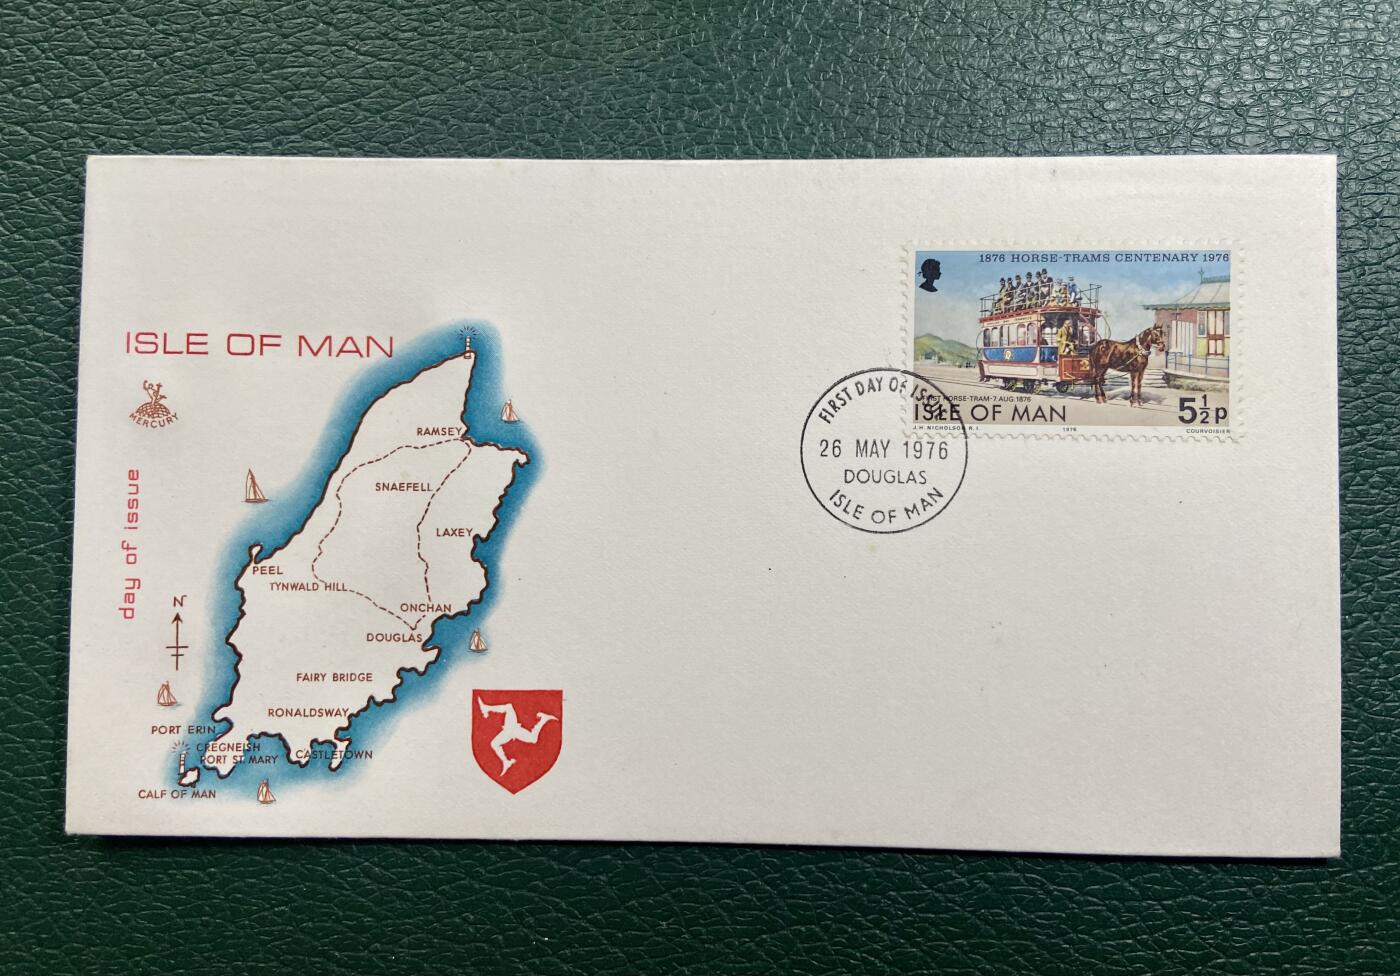 ISLE OF MAN
MERCURY
day of issue
N
RAMSEY
SNAEFELL
LAXEY
PEEL
TYNWALD HILL
ONCHAN
DOUGLAS
FAIRY BRIDGE
RONALDSWAY
PORT ERIN
CREGNEISH
PORT ST. MARY
CASTLETOWN
CALF OF MAN
1876 HORSE-TRAMS CENTENARY 1976
FIRST HORSE-TRAM-7 AUG. 1876
ISLE OF MAN
5½p
J.H. NICHOLSON R.I.
1976
COURVOISIER
FIRST DAY OF ISSUE
26 MAY 1976
DOUGLAS
ISLE OF MAN